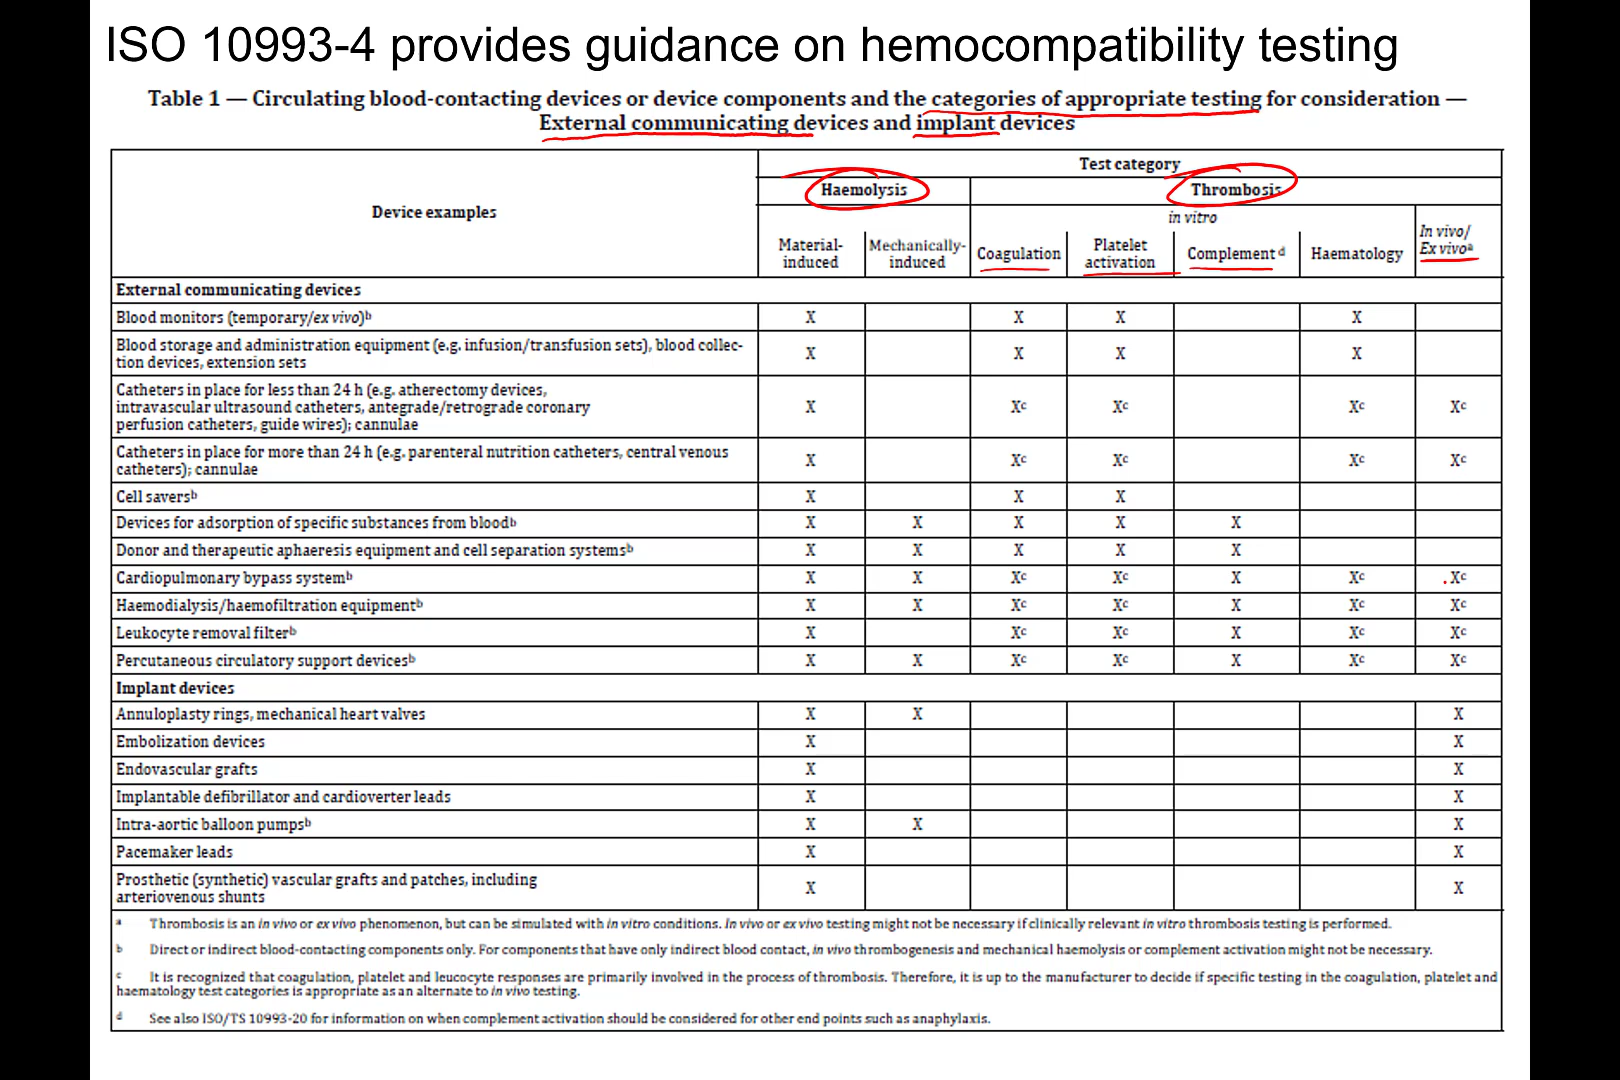 ISO 10993-4 provides guidance on hemocompatibility testing
Table 1 — Circulating blood-contacting devices or device components and the categories of appropriate testing for consideration —
External communicating devices and implant devices
Device examples
Test category
Haemolysis
Thrombosis
in vitro
In vivo/
Ex vivoᵃ
Material-
induced
Mechanically-
induced
Coagulation
Platelet
activation
Complement ᵈ
Haematology
External communicating devices
Blood monitors (temporary/ex vivo)ᵇ X X X X
Blood storage and administration equipment (e.g. infusion/transfusion sets), blood collec-
tion devices, extension sets X X X X
Catheters in place for less than 24 h (e.g. atherectomy devices,
intravascular ultrasound catheters, antegrade/retrograde coronary
perfusion catheters, guide wires); cannulae X Xᶜ Xᶜ Xᶜ Xᶜ
Catheters in place for more than 24 h (e.g. parenteral nutrition catheters, central venous
catheters); cannulae X Xᶜ Xᶜ Xᶜ Xᶜ
Cell saversᵇ X X X
Devices for adsorption of specific substances from bloodᵇ X X X X X
Donor and therapeutic aphaeresis equipment and cell separation systemsᵇ X X X X X
Cardiopulmonary bypass systemᵇ X X Xᶜ Xᶜ X Xᶜ Xᶜ
Haemodialysis/haemofiltration equipmentᵇ X X Xᶜ Xᶜ X Xᶜ Xᶜ
Leukocyte removal filterᵇ X Xᶜ Xᶜ X Xᶜ Xᶜ
Percutaneous circulatory support devicesᵇ X X Xᶜ Xᶜ X Xᶜ Xᶜ
Implant devices
Annuloplasty rings, mechanical heart valves X X X
Embolization devices X X
Endovascular grafts X X
Implantable defibrillator and cardioverter leads X X
Intra-aortic balloon pumpsᵇ X X X
Pacemaker leads X X
Prosthetic (synthetic) vascular grafts and patches, including
arteriovenous shunts X X
ᵃ Thrombosis is an in vivo or ex vivo phenomenon, but can be simulated with in vitro conditions. In vivo or ex vivo testing might not be necessary if clinically relevant in vitro thrombosis testing is performed.
ᵇ Direct or indirect blood-contacting components only. For components that have only indirect blood contact, in vivo thrombogenesis and mechanical haemolysis or complement activation might not be necessary.
ᶜ It is recognized that coagulation, platelet and leucocyte responses are primarily involved in the process of thrombosis. Therefore, it is up to the manufacturer to decide if specific testing in the coagulation, platelet and
haematology test categories is appropriate as an alternate to in vivo testing.
ᵈ See also ISO/TS 10993-20 for information on when complement activation should be considered for other end points such as anaphylaxis.